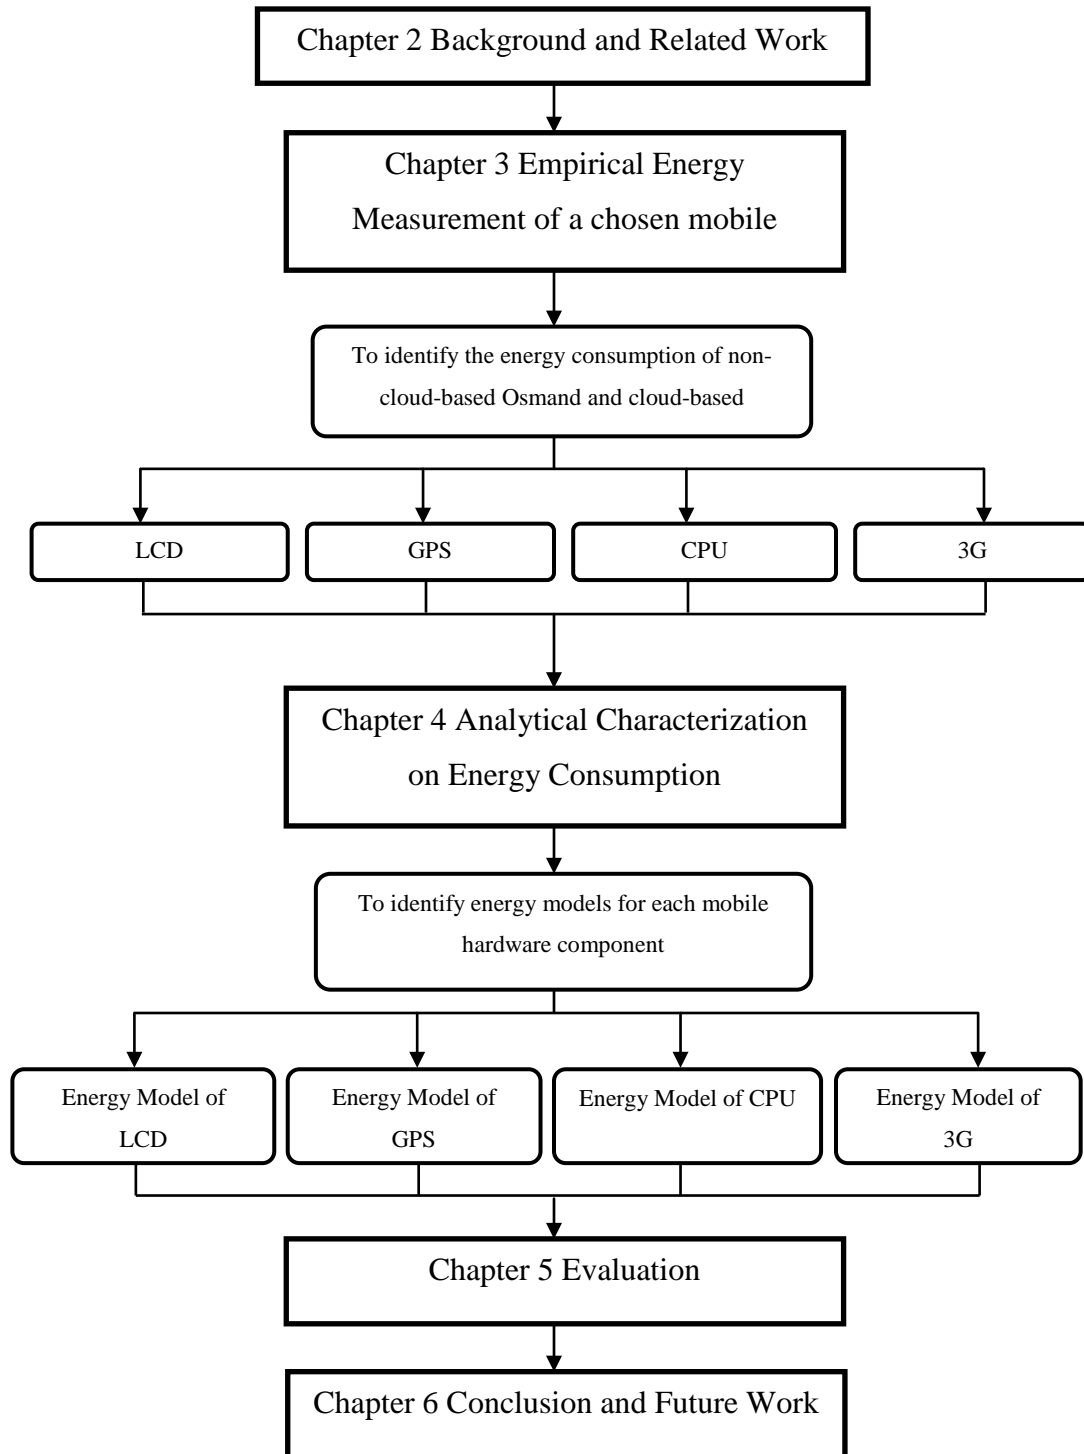 Chapter 2 Background and Related Work
Chapter 3 Empirical Energy
Measurement of a chosen mobile
To identify the energy consumption of non-
cloud-based Osmand and cloud-based
LCD
GPS
CPU
3G
Chapter 4 Analytical Characterization
on Energy Consumption
To identify energy models for each mobile
hardware component
Energy Model of
LCD
Energy Model of
GPS
Energy Model of CPU
Energy Model of
3G
Chapter 5 Evaluation
Chapter 6 Conclusion and Future Work